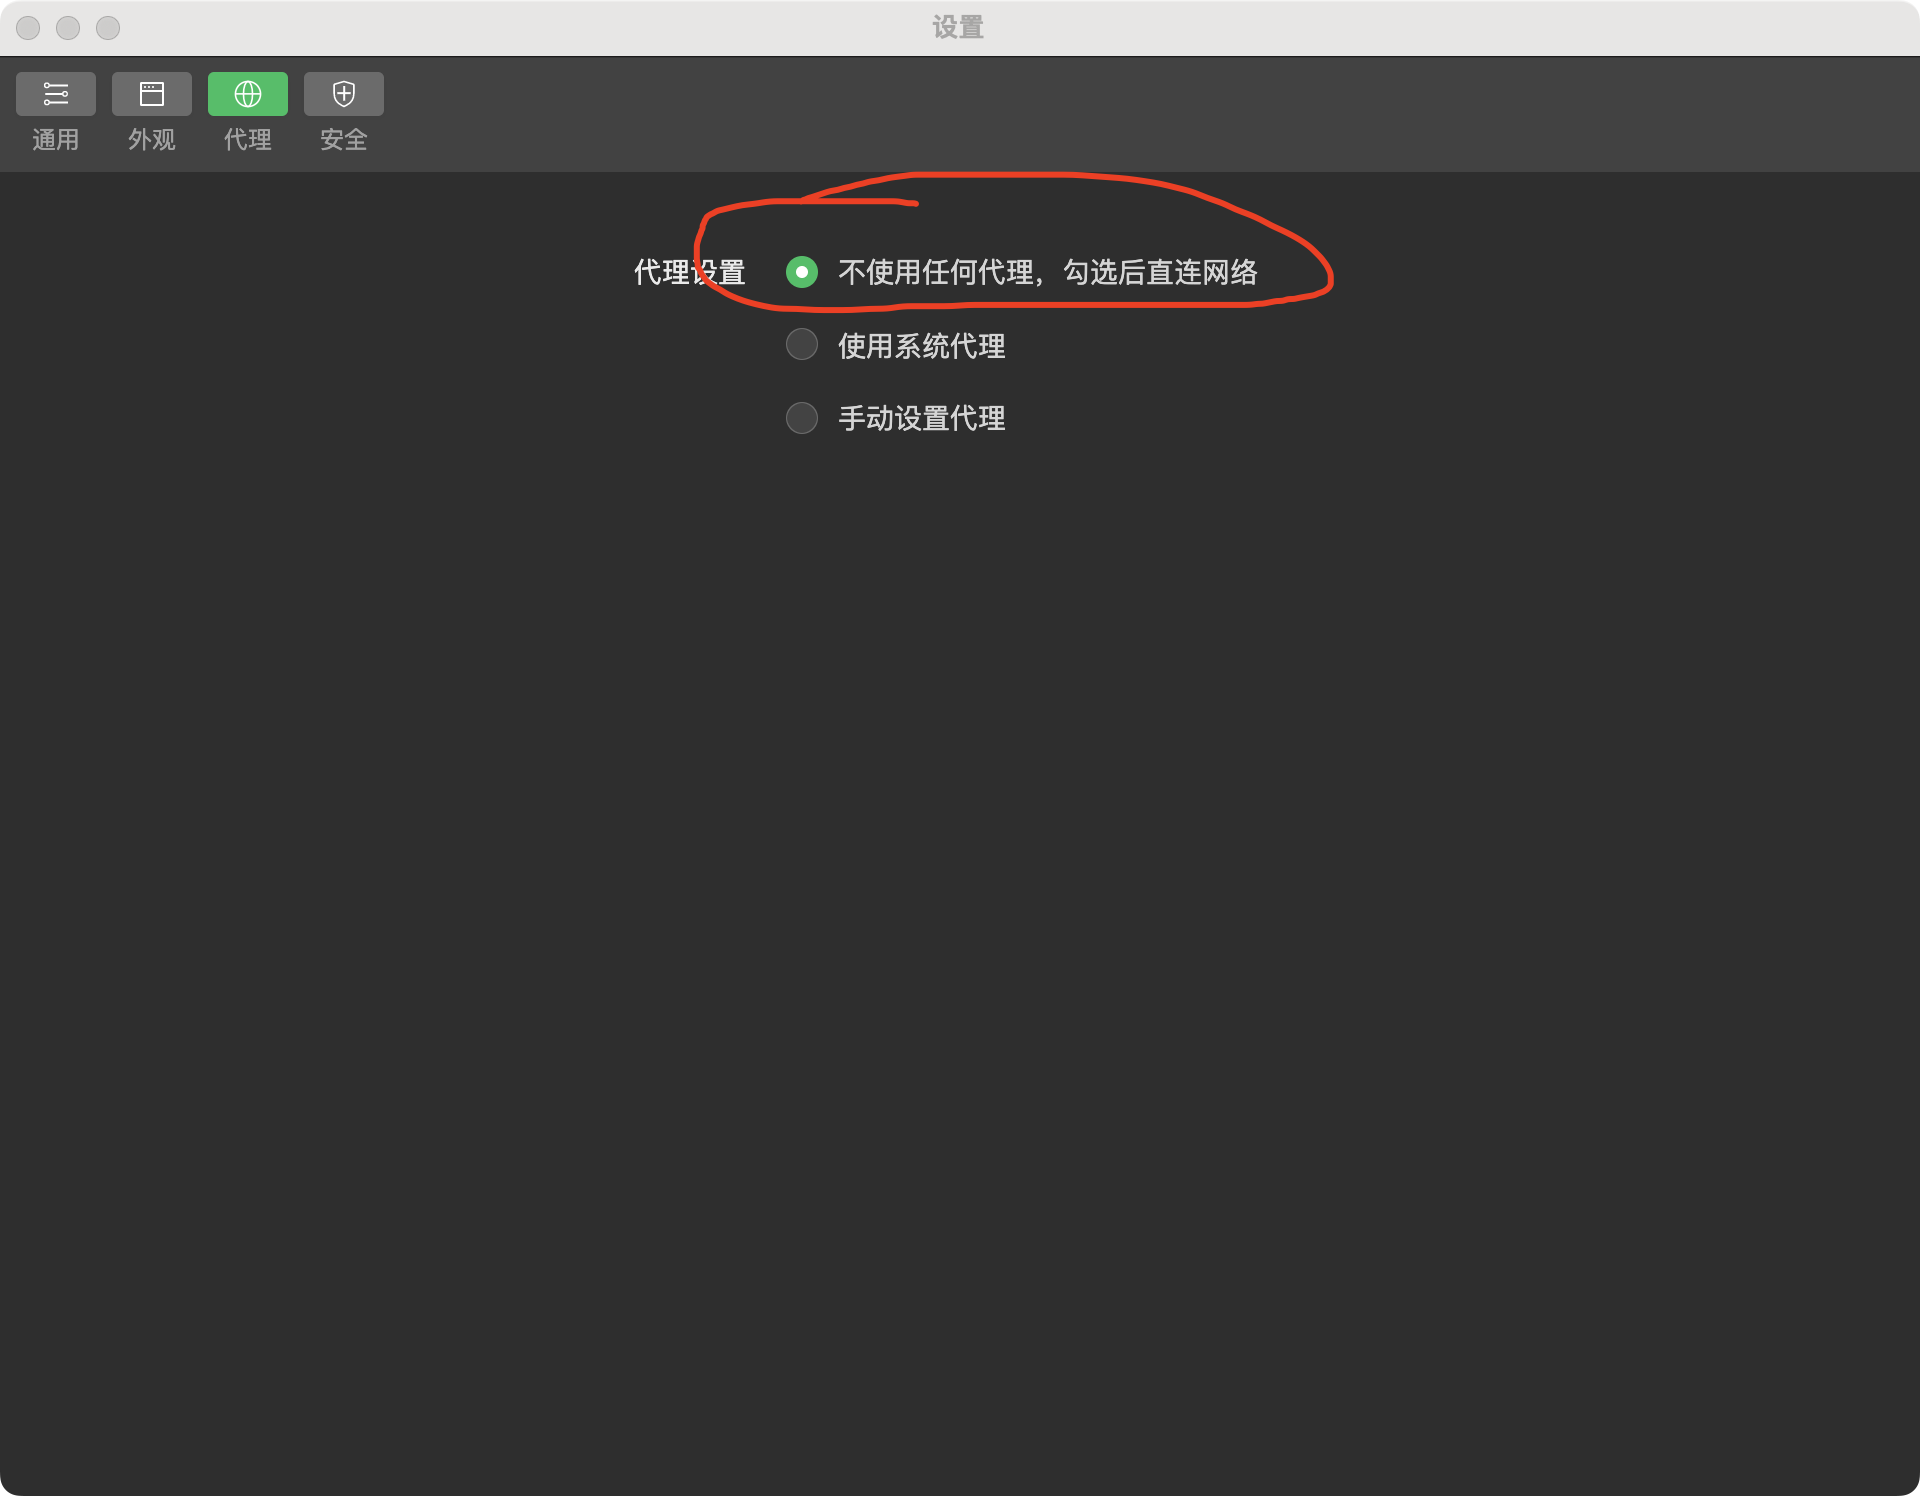 设置
通用 外观 代理 安全
代理设置 不使用任何代理，勾选后直连网络
使用系统代理
手动设置代理